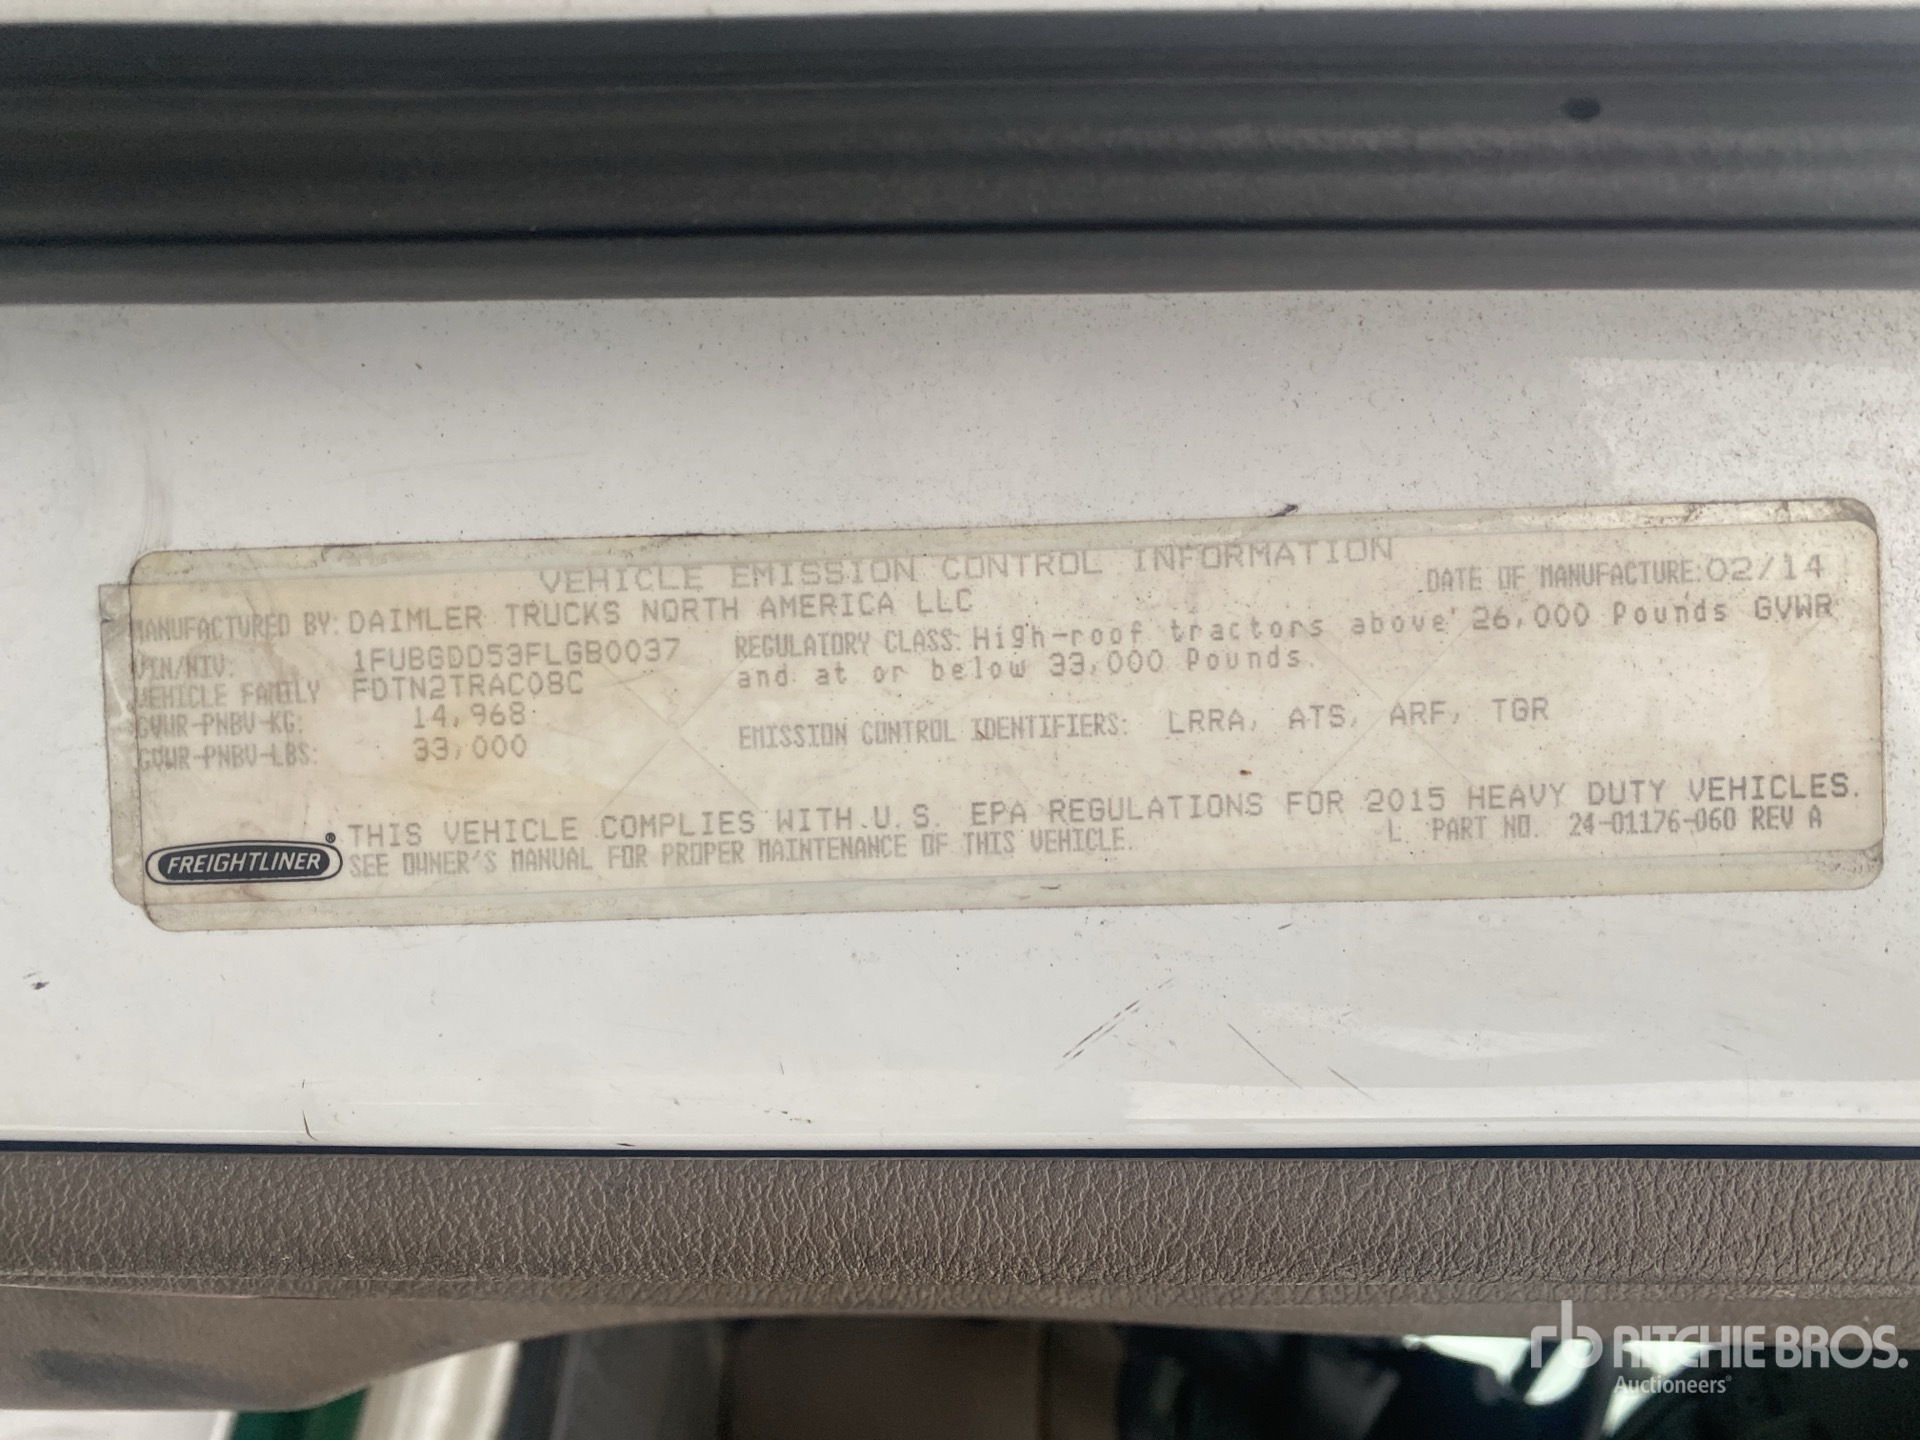 VEHICLE EMISSION CONTROL INFORMATION
MANUFACTURED BY: DAIMLER TRUCKS NORTH AMERICA LLC
DATE OF MANUFACTURE: 02/14
VIN/NIV: 1FUBGDD53FLGB0037
VEHICLE FAMILY FDTN2TRAC08C
GVWR-PNBV-KG: 14,968
GVWR-PNBV-LBS: 33,000
REGULATORY CLASS: High-roof tractors above 26,000 Pounds GVWR
and at or below 33,000 Pounds.
EMISSION CONTROL IDENTIFIERS: LRRA, ATS, ARF, TGR
THIS VEHICLE COMPLIES WITH U.S. EPA REGULATIONS FOR 2015 HEAVY DUTY VEHICLES.
SEE OWNER'S MANUAL FOR PROPER MAINTENANCE OF THIS VEHICLE.
L PART NO. 24-01176-060 REV A
FREIGHTLINER®
rb RITCHIE BROS.
Auctioneers®